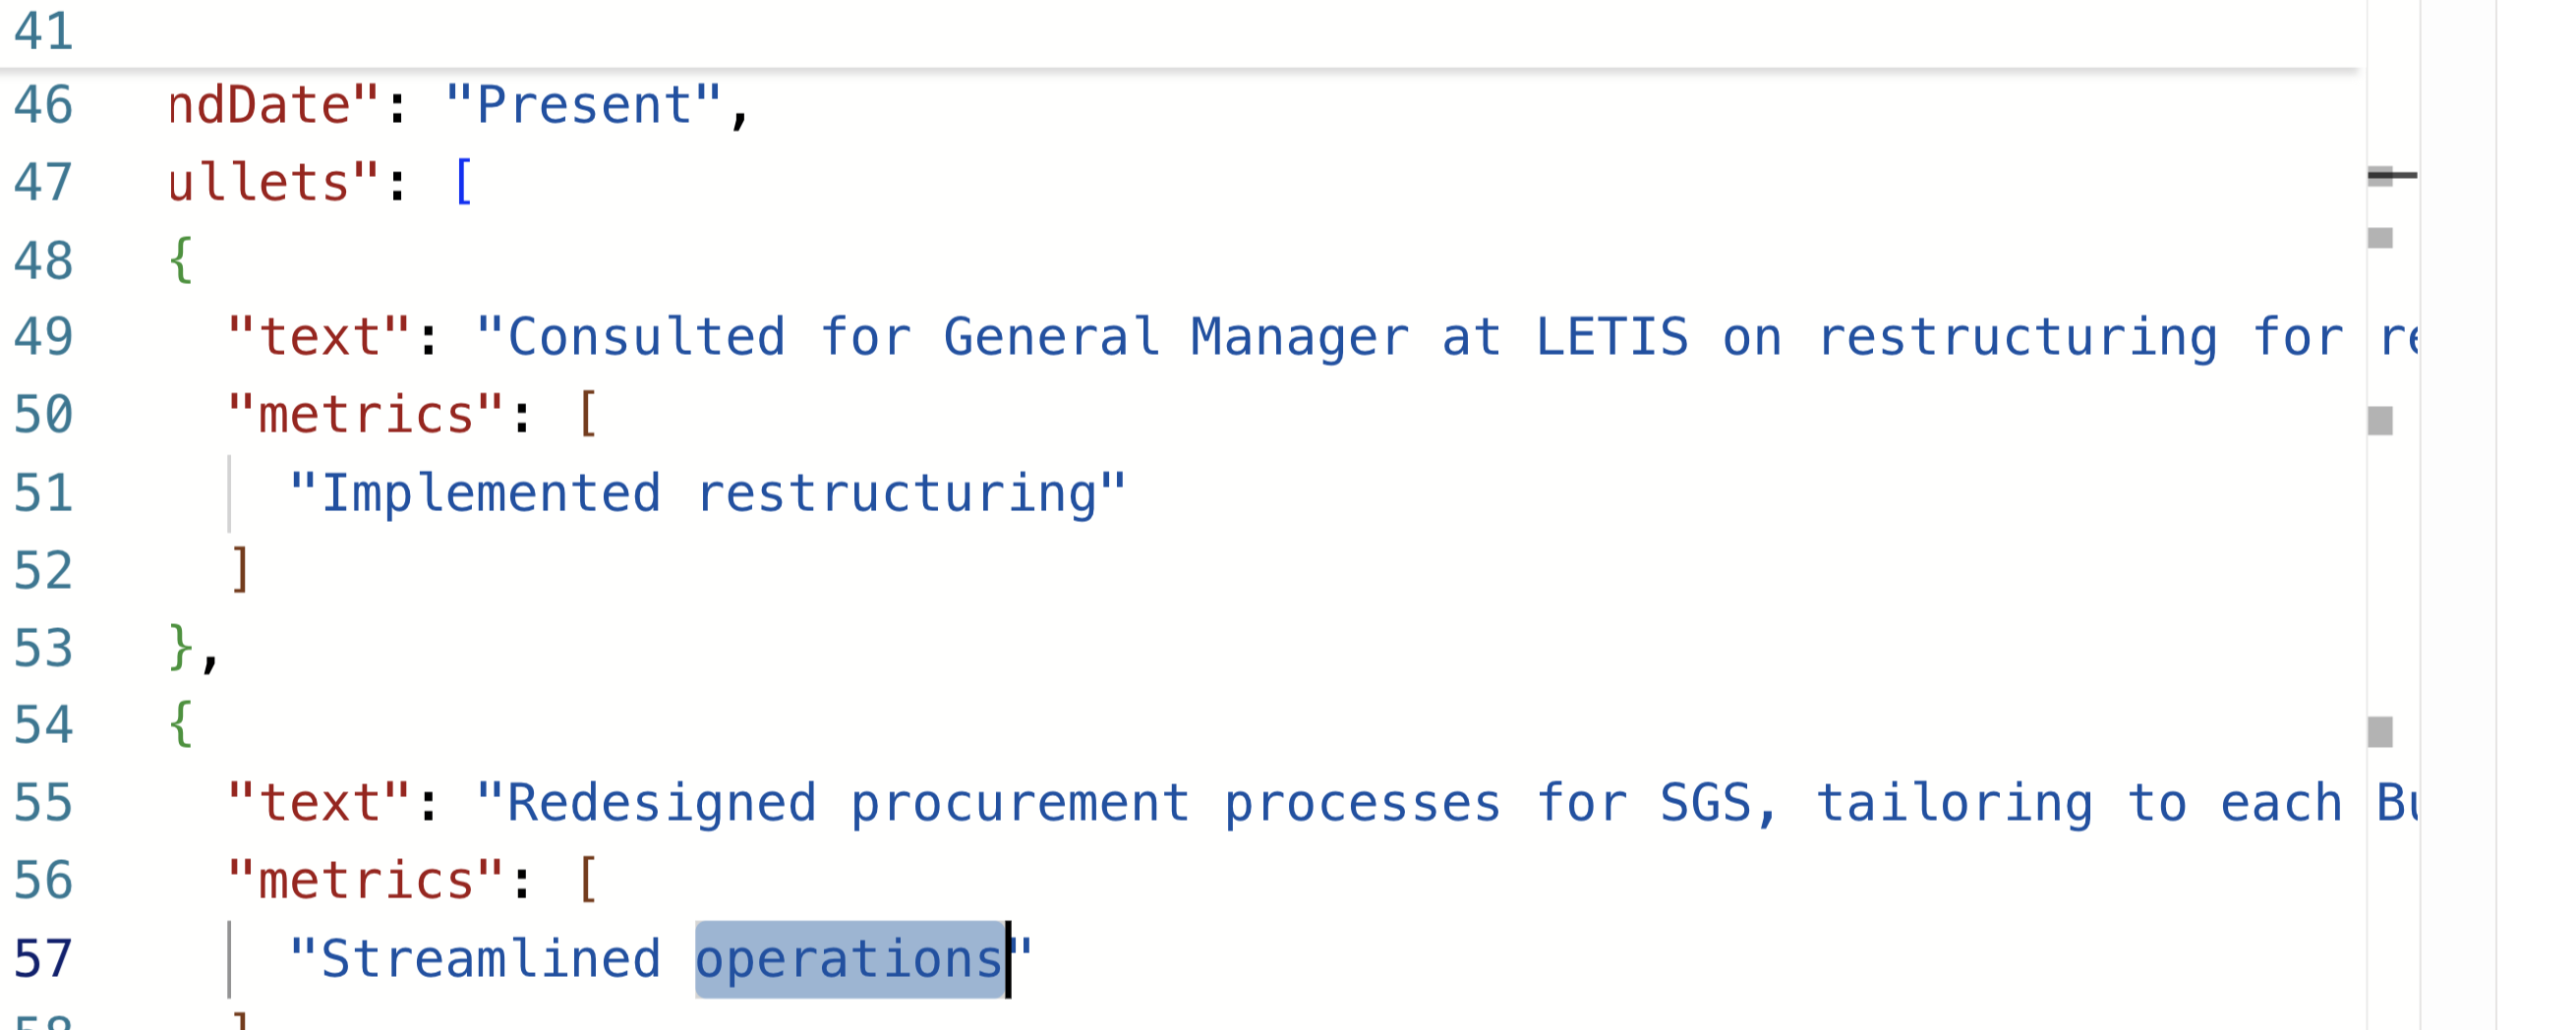 41
46 ndDate": "Present",
47 ullets": [
48 {
49 "text": "Consulted for General Manager at LETIS on restructuring for re
50 "metrics": [
51 "Implemented restructuring"
52 ]
53 },
54 {
55 "text": "Redesigned procurement processes for SGS, tailoring to each Bu
56 "metrics": [
57 "Streamlined operations"
58 ]